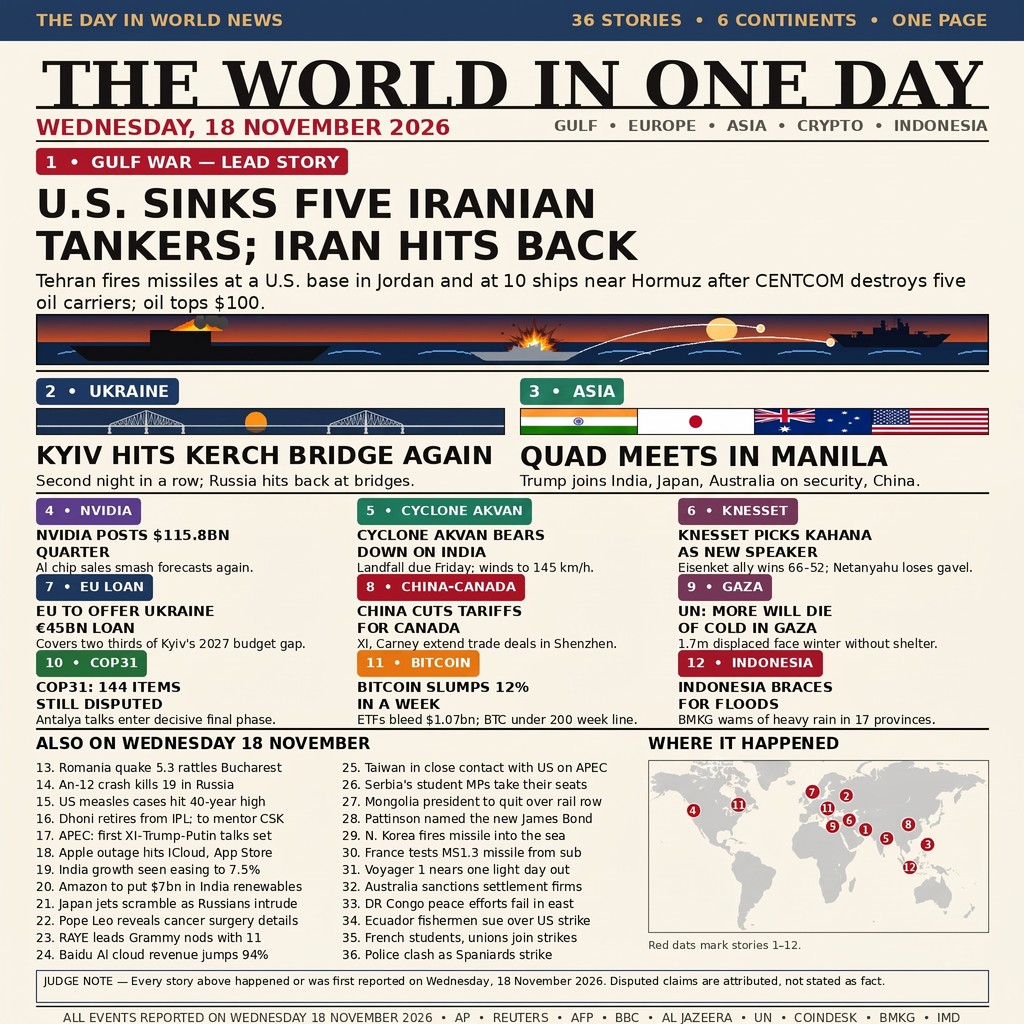 THE DAY IN WORLD NEWS
36 STORIES • 6 CONTINENTS • ONE PAGE
THE WORLD IN ONE DAY
WEDNESDAY, 18 NOVEMBER 2026
GULF • EUROPE • ASIA • CRYPTO • INDONESIA
1 • GULF WAR — LEAD STORY
U.S. SINKS FIVE IRANIAN
TANKERS; IRAN HITS BACK
Tehran fires missiles at a U.S. base in Jordan and at 10 ships near Hormuz after CENTCOM destroys five
oil carriers; oil tops $100.
2 • UKRAINE
KYIV HITS KERCH BRIDGE AGAIN
Second night in a row; Russia hits back at bridges.
3 • ASIA
QUAD MEETS IN MANILA
Trump joins India, Japan, Australia on security, China.
4 • NVIDIA
NVIDIA POSTS $115.8BN
QUARTER
AI chip sales smash forecasts again.
5 • CYCLONE AKVAN
CYCLONE AKVAN BEARS
DOWN ON INDIA
Landfall due Friday; winds to 145 km/h.
6 • KNESSET
KNESSET PICKS KAHANA
AS NEW SPEAKER
Eisenket ally wins 66–52; Netanyahu loses gavel.
7 • EU LOAN
EU TO OFFER UKRAINE
€45BN LOAN
Covers two thirds of Kyiv's 2027 budget gap.
8 • CHINA-CANADA
CHINA CUTS TARIFFS
FOR CANADA
XI, Carney extend trade deals in Shenzhen.
9 • GAZA
UN: MORE WILL DIE
OF COLD IN GAZA
1.7m displaced face winter without shelter.
10 • COP31
COP31: 144 ITEMS
STILL DISPUTED
Antalya talks enter decisive final phase.
11 • BITCOIN
BITCOIN SLUMPS 12%
IN A WEEK
ETFs bleed $1.07bn; BTC under 200 week line.
12 • INDONESIA
INDONESIA BRACES
FOR FLOODS
BMKG wams of heavy rain in 17 provinces.
ALSO ON WEDNESDAY 18 NOVEMBER
13. Romania quake 5.3 rattles Bucharest
14. An-12 crash kills 19 in Russia
15. US measles cases hit 40-year high
16. Dhoni retires from IPL; to mentor CSK
17. APEC: first XI-Trump-Putin talks set
18. Apple outage hits ICloud, App Store
19. India growth seen easing to 7.5%
20. Amazon to put $7bn in India renewables
21. Japan jets scramble as Russians intrude
22. Pope Leo reveals cancer surgery details
23. RAYE leads Grammy nods with 11
24. Baidu AI cloud revenue jumps 94%
25. Taiwan in close contact with US on APEC
26. Serbia's student MPs take their seats
27. Mongolia president to quit over rail row
28. Pattinson named the new James Bond
29. N. Korea fires missile into the sea
30. France tests MS1.3 missile from sub
31. Voyager 1 nears one light day out
32. Australia sanctions settlement firms
33. DR Congo peace efforts fail in east
34. Ecuador fishermen sue over US strike
35. French students, unions join strikes
36. Police clash as Spaniards strike
WHERE IT HAPPENED
7
2
4
11
11
6
9
1
8
5
3
12
Red dats mark stories 1–12.
JUDGE NOTE — Every story above happened or was first reported on Wednesday, 18 November 2026. Disputed claims are attributed, not stated as fact.
ALL EVENTS REPORTED ON WEDNESDAY 18 NOVEMBER 2026 • AP • REUTERS • AFP • BBC • AL JAZEERA • UN • COINDESK • BMKG • IMD